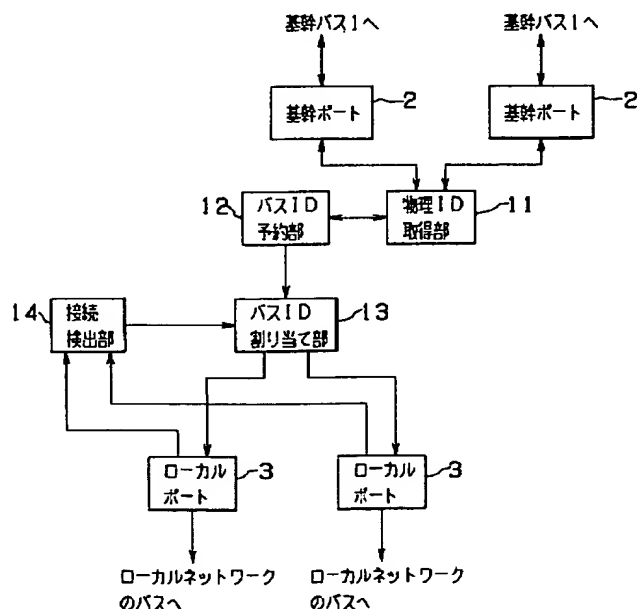 基幹バス1へ
基幹バス1へ
基幹ポート
2
基幹ポート
2
12
バスID
予約部
物理ID
取得部
11
14
接続
検出部
バスID
割り当て部
13
ローカル
ポート
3
ローカル
ポート
3
ローカルネットワーク
のバスへ
ローカルネットワーク
のバスへ